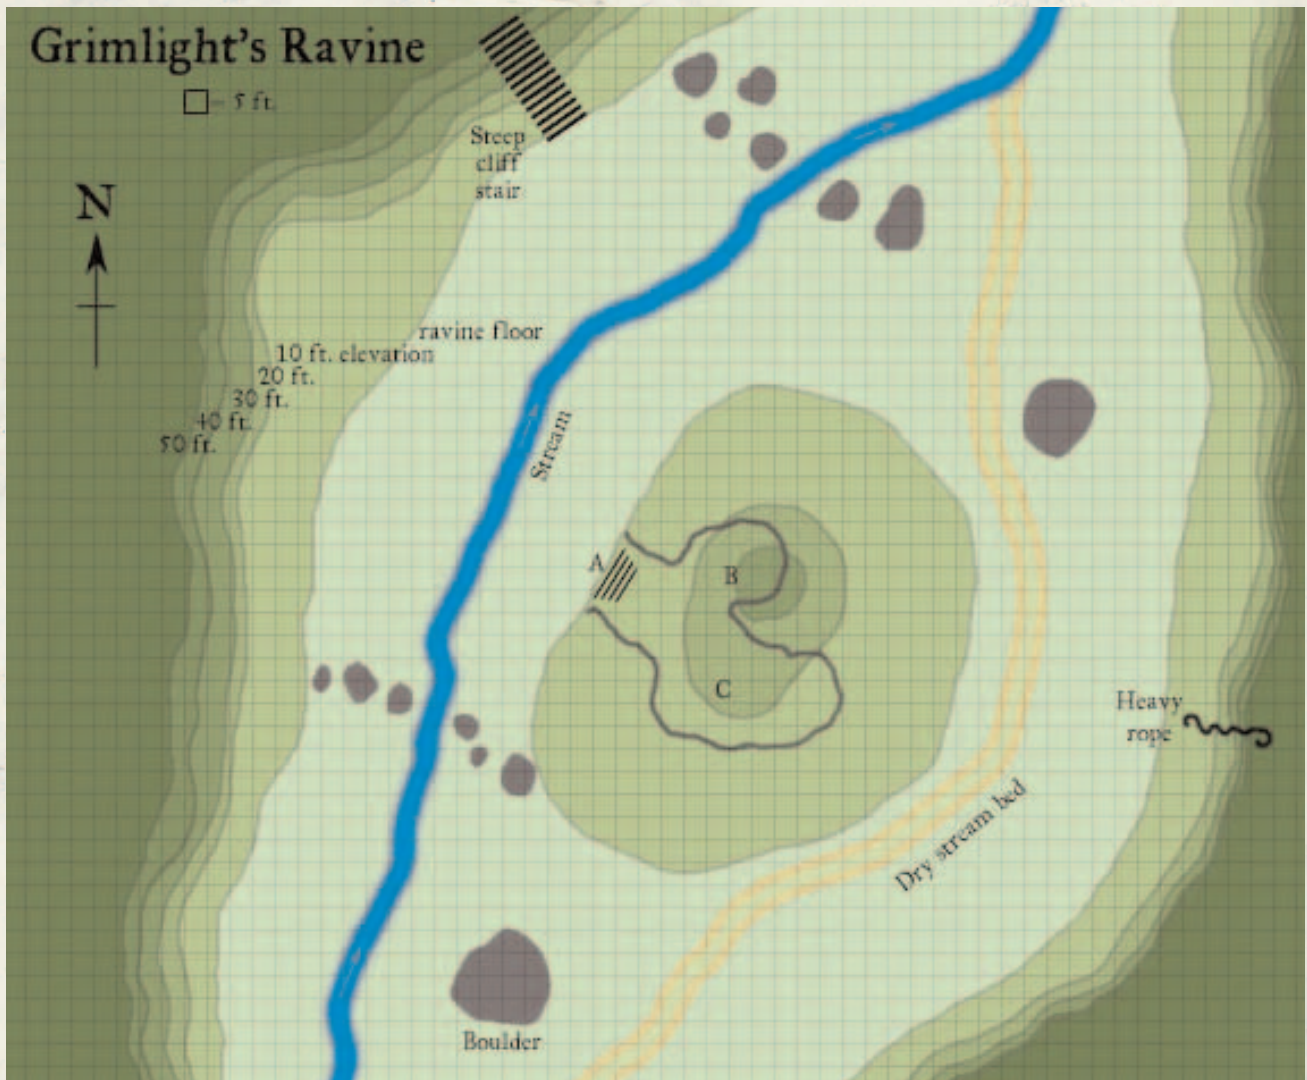 Grimlight's Ravine
= 5 ft.
Steep
cliff
stair
N
ravine floor
10 ft. elevation
20 ft.
30 ft.
40 ft.
50 ft.
Stream
A
B
C
Heavy
rope
Dry stream bed
Boulder